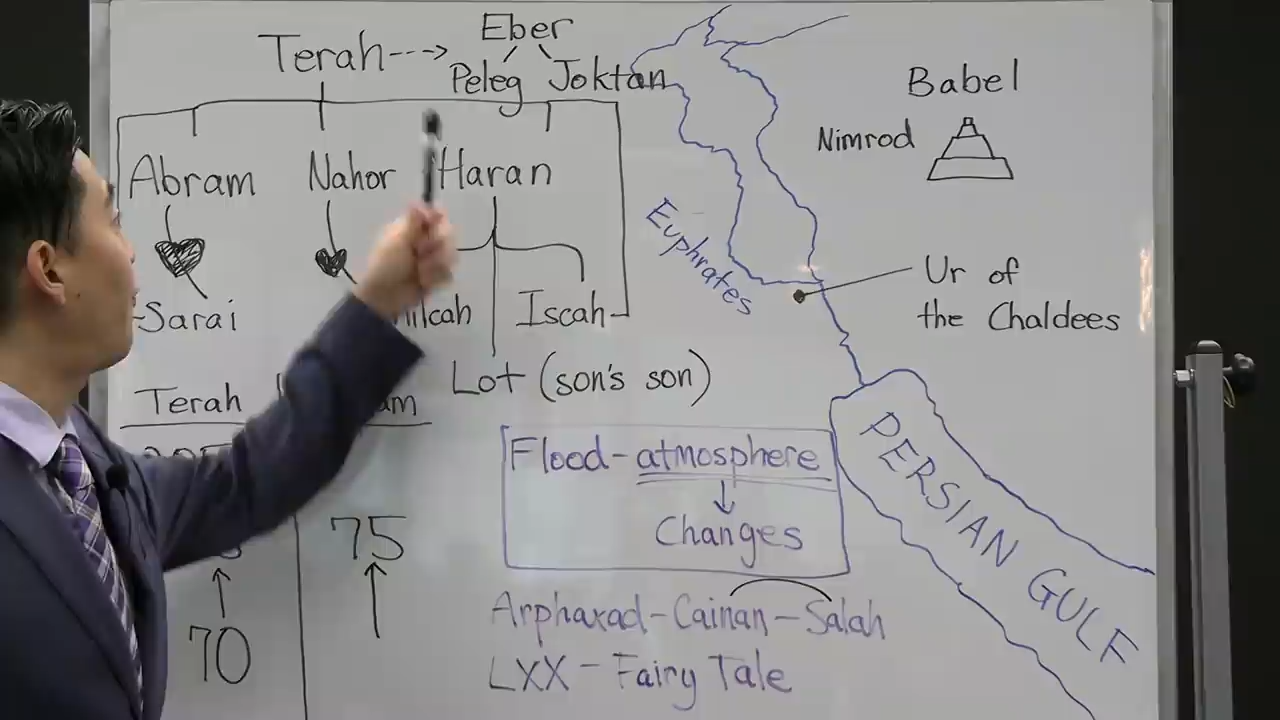 Eber
Terah
Peleg Joktan
Babel
Nimrod
Abram Nahor Haran
Euphrates
Ur of
the Chaldees
Sarai
Iscah
Lot (son's son)
Terah
Flood-atmosphere
Changes
75
70
PERSIAN GULF
Arphaxad-Cainan-Salah
LXX - Fairy Tale